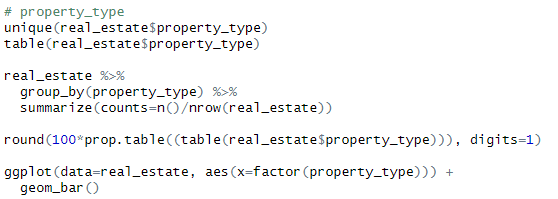 # property_type
unique(real_estate$property_type)
table(real_estate$property_type)
real_estate %>%
  group_by(property_type) %>%
  summarize(counts=n()/nrow(real_estate))
round(100*prop.table((table(real_estate$property_type))), digits=1)
ggplot(data=real_estate, aes(x=factor(property_type))) +
  geom_bar()